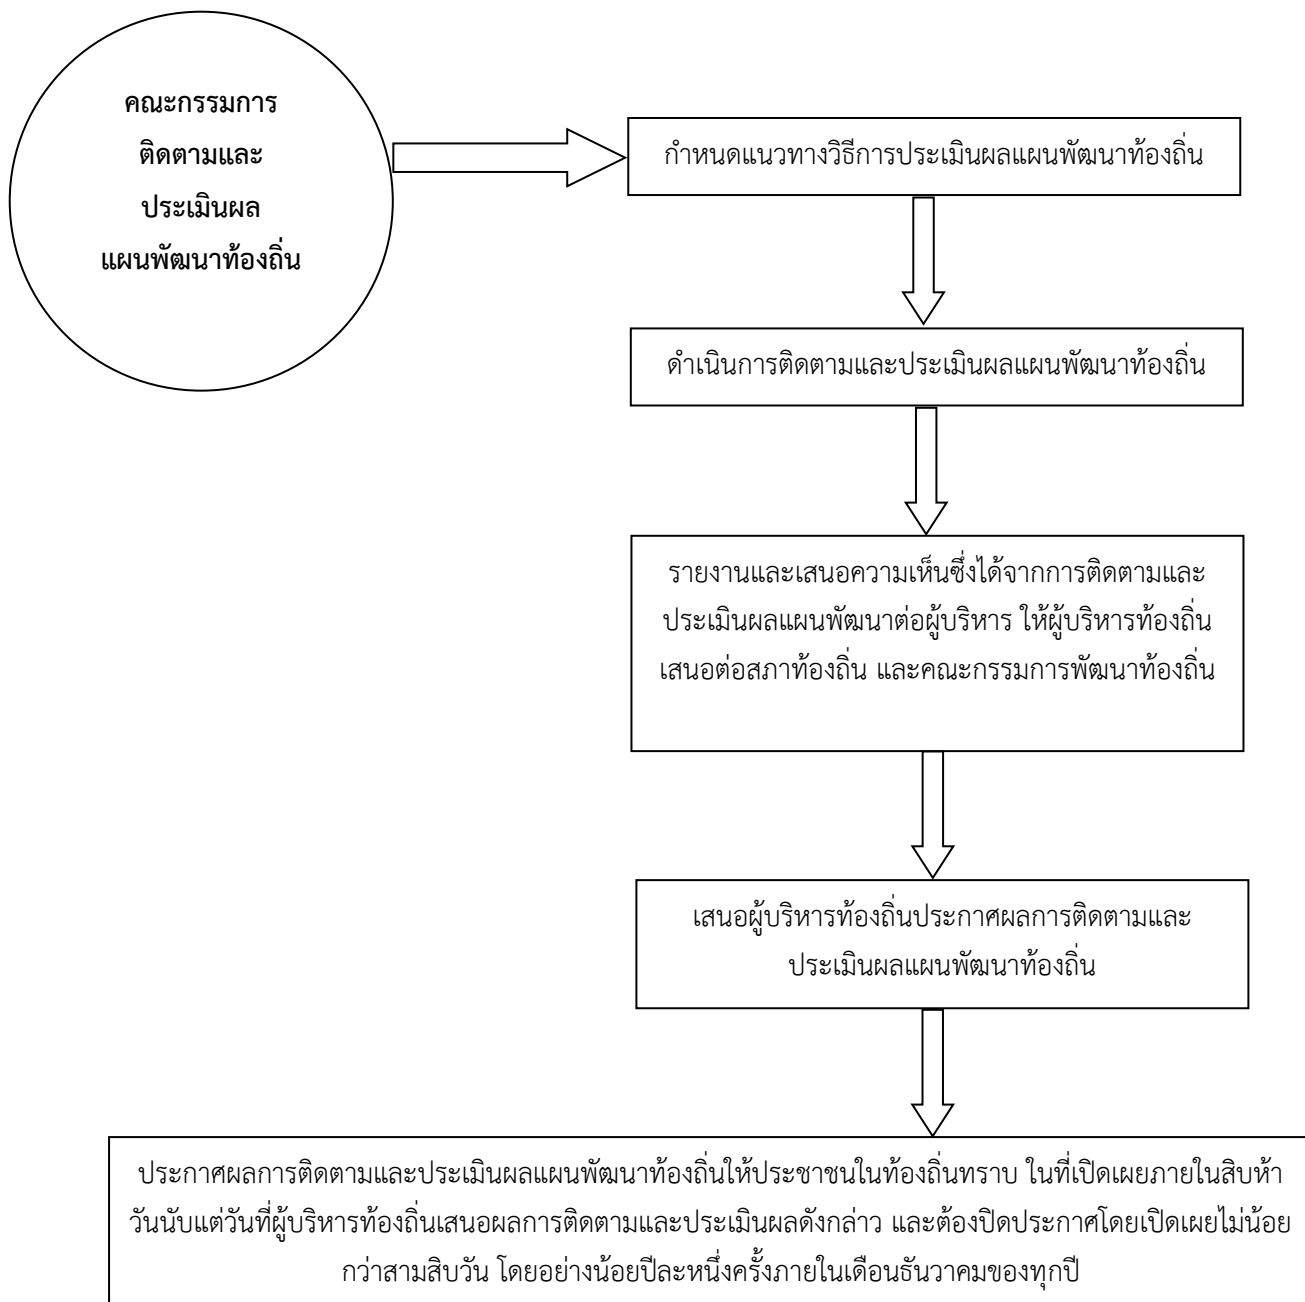 คณะกรรมการ
ติดตามและ
ประเมินผล
แผนพัฒนาท้องถิ่น
กำหนดแนวทางวิธีการประเมินผลแผนพัฒนาท้องถิ่น
ดำเนินการติดตามและประเมินผลแผนพัฒนาท้องถิ่น
รายงานและเสนอความเห็นซึ่งได้จากการติดตามและ
ประเมินผลแผนพัฒนาต่อผู้บริหาร ให้ผู้บริหารท้องถิ่น
เสนอต่อสภาท้องถิ่น และคณะกรรมการพัฒนาท้องถิ่น
เสนอผู้บริหารท้องถิ่นประกาศผลการติดตามและ
ประเมินผลแผนพัฒนาท้องถิ่น
ประกาศผลการติดตามและประเมินผลแผนพัฒนาท้องถิ่นให้ประชาชนในท้องถิ่นทราบ ในที่เปิดเผยภายในสิบห้า
วันนับแต่วันที่ผู้บริหารท้องถิ่นเสนอผลการติดตามและประเมินผลดังกล่าว และต้องปิดประกาศโดยเปิดเผยไม่น้อย
กว่าสามสิบวัน โดยอย่างน้อยปีละหนึ่งครั้งภายในเดือนธันวาคมของทุกปี